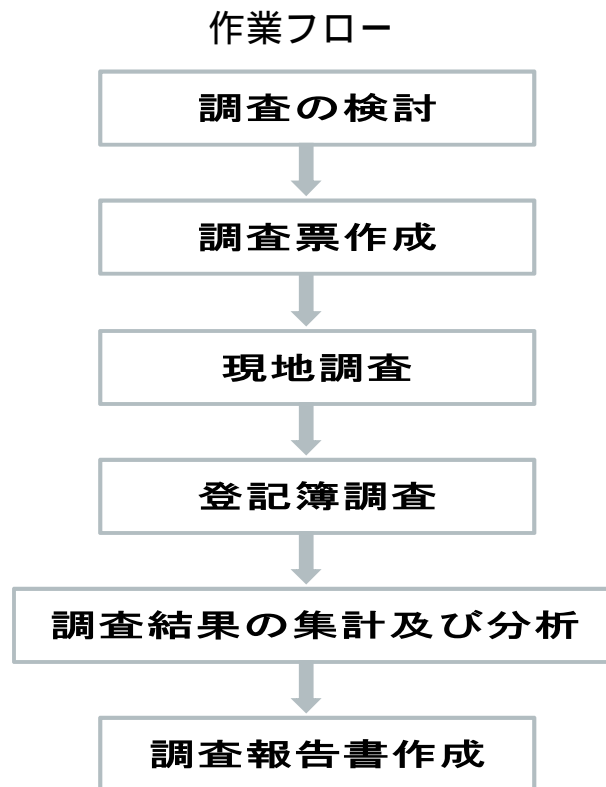 作業フロー
調査の検討
調査票作成
現地調査
登記簿調査
調査結果の集計及び分析
調査報告書作成